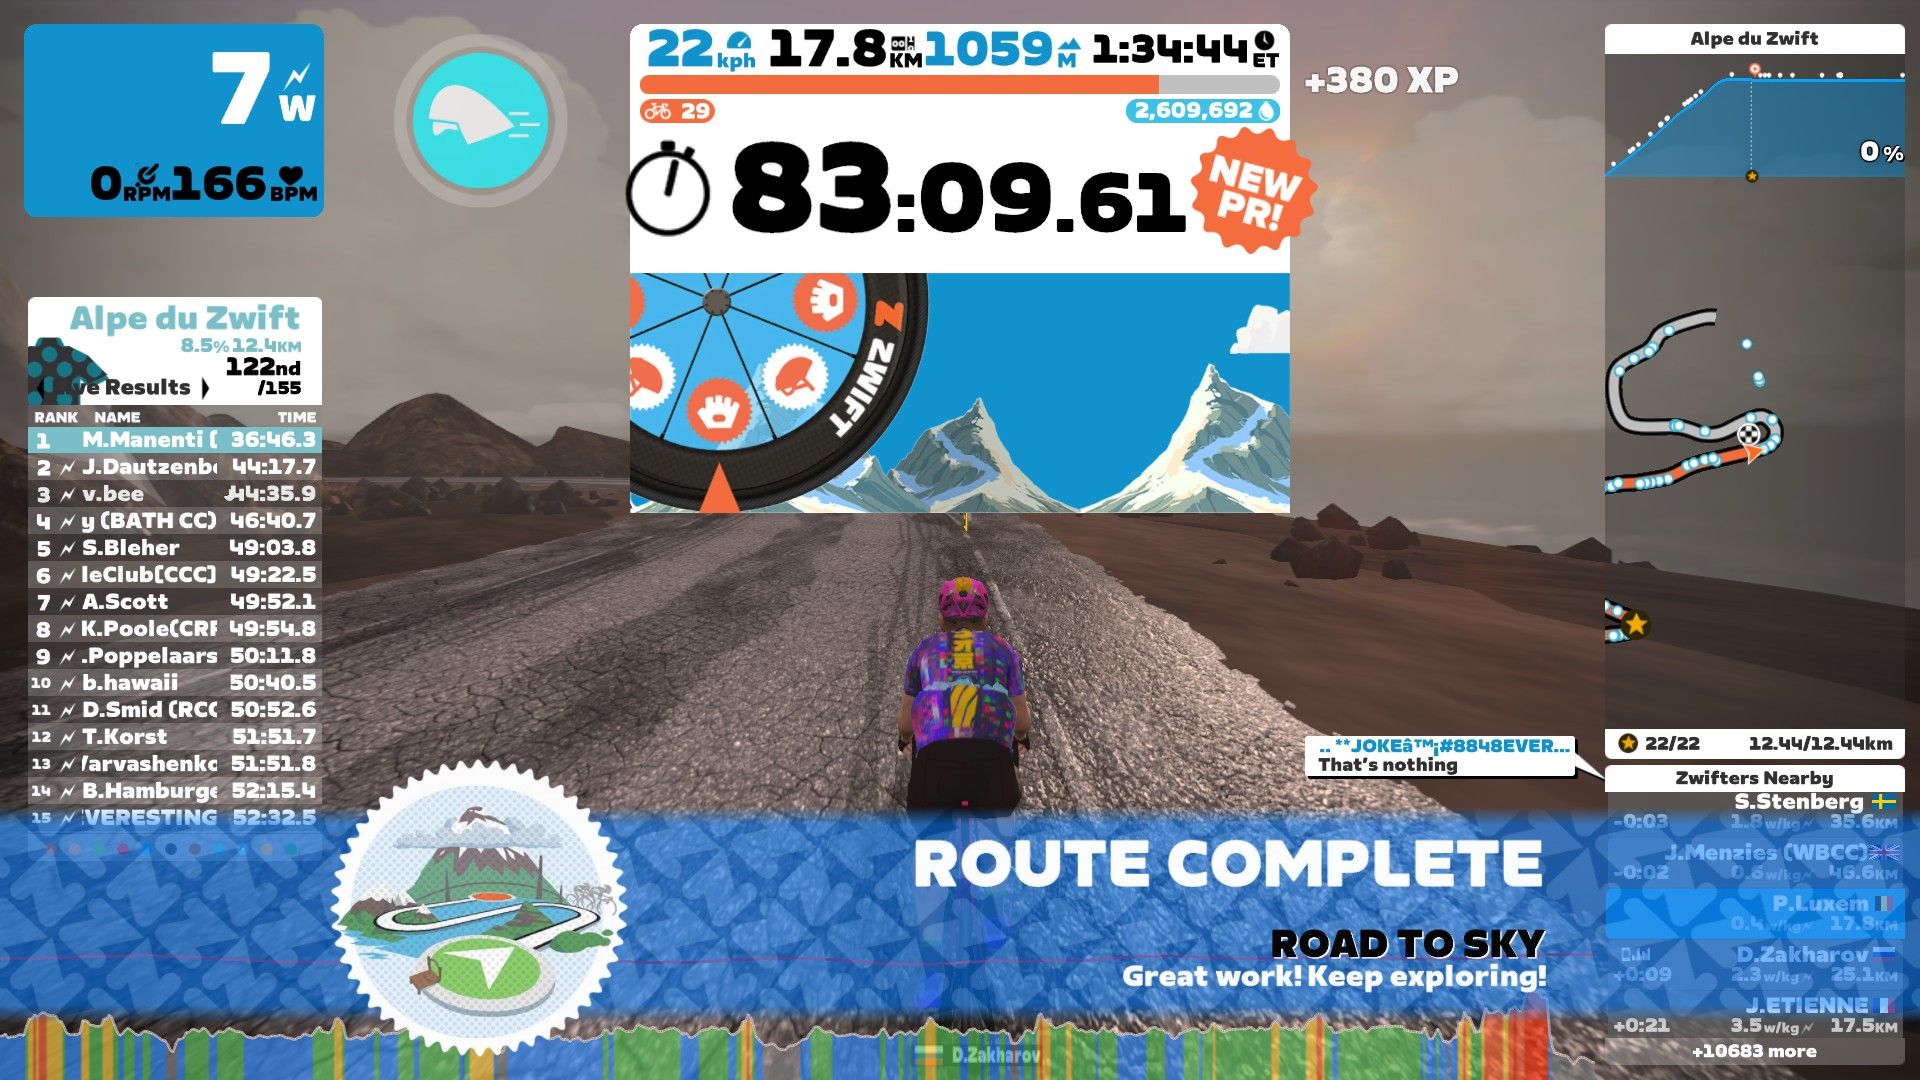 7 W
0 RPM 166 BPM
22 kph 17.8 KM 1059 M 1:34:44 ET
29
2,609,692
+380 XP
83:09.61
NEW PR!
Z ZWIFT
Alpe du Zwift
0 %
Alpe du Zwift
8.5% 12.4KM
122nd
/155
ve Results
RANK NAME TIME
1 M.Manenti ( 36:46.3
2 J.Dautzenb 44:17.7
3 v.bee 44:35.9
4 y (BATH CC) 46:40.7
5 S.Bleher 49:03.8
6 leClub[CCC] 49:22.5
7 A.Scott 49:52.1
8 K.Poole(CRF 49:54.8
9 .Poppelaars 50:11.8
10 b.hawaii 50:40.5
11 D.Smid (RCC 50:52.6
12 T.Korst 51:51.7
13 arvashenko 51:51.8
14 B.Hamburge 52:15.4
15 VERESTING 52:32.5
.. **JOKEâ™¡#8848EVER...
That's nothing
22/22 12.44/12.44km
Zwifters Nearby
S.Stenberg
-0:03 1.8 w/kg 35.6KM
J.Menzies (WBCC)
-0:02 0.6 w/kg 46.6KM
P.Luxem
0.4 w/kg 17.8KM
D.Zakharov
+0:09 2.3 w/kg 25.1KM
J.ETIENNE
+0:21 3.5 w/kg 17.5KM
+10683 more
ROUTE COMPLETE
ROAD TO SKY
Great work! Keep exploring!
D.Zakharov